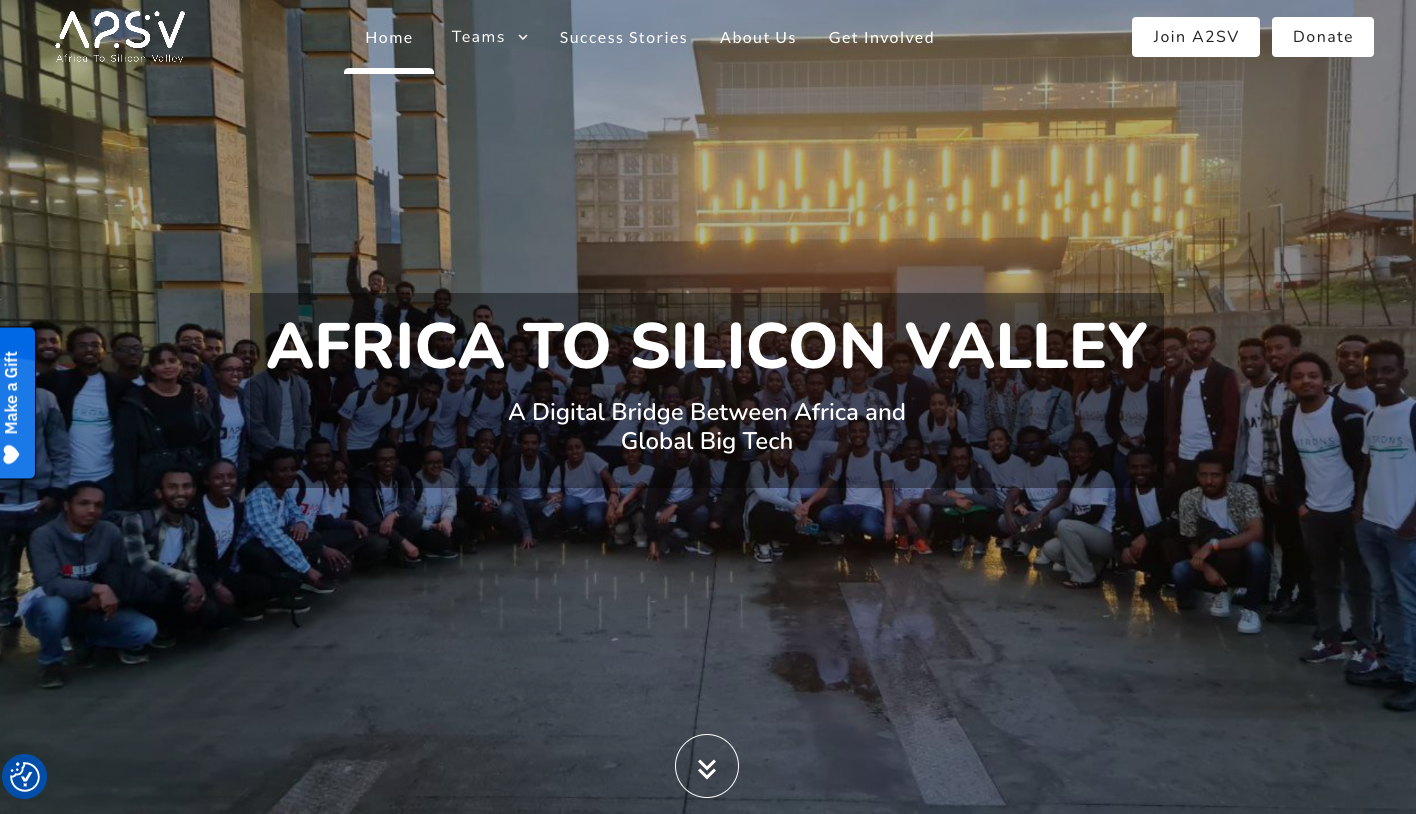 A2SV
Africa To Silicon Valley
Home
Teams
Success Stories
About Us
Get Involved
Join A2SV
Donate
AFRICA TO SILICON VALLEY
A Digital Bridge Between Africa and
Global Big Tech
Make a Gift